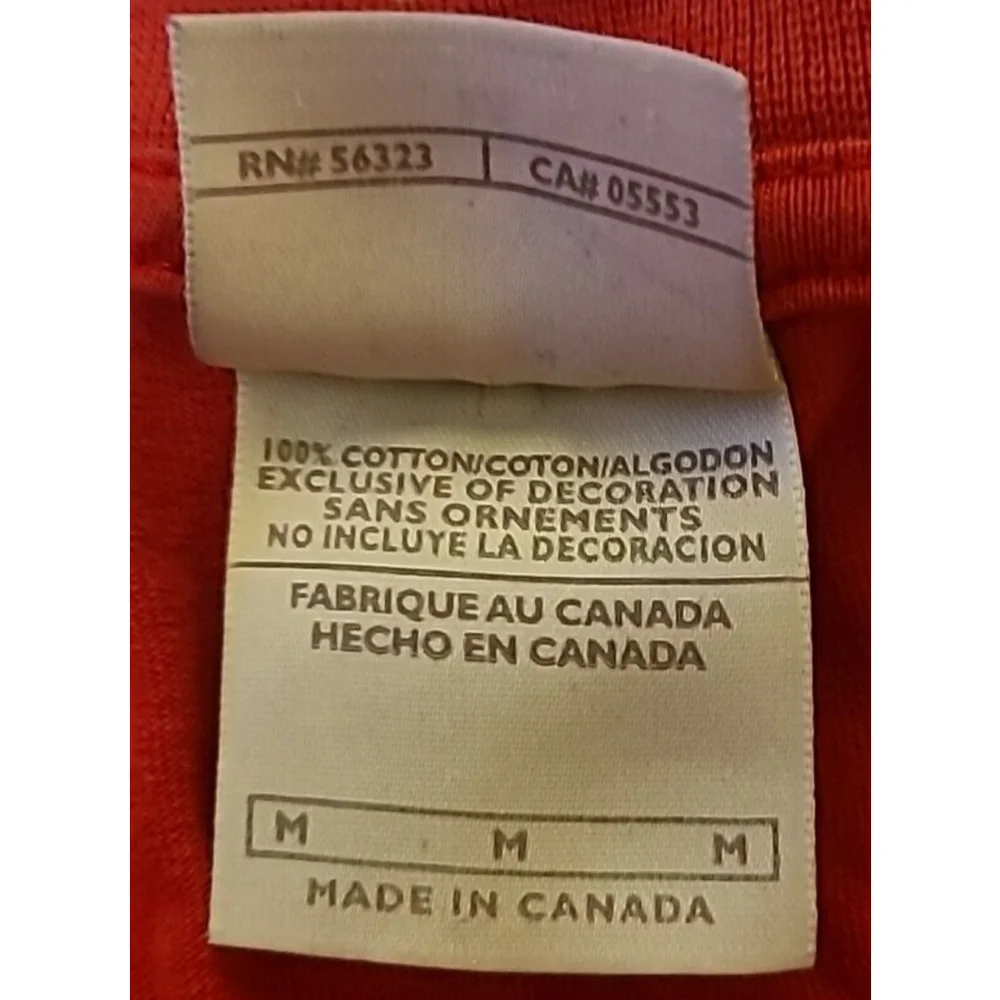 RN# 56323 CA# 05553
100% COTTON/COTON/ALGODON
EXCLUSIVE OF DECORATION
SANS ORNEMENTS
NO INCLUYE LA DECORACION
FABRIQUE AU CANADA
HECHO EN CANADA
M M M
MADE IN CANADA